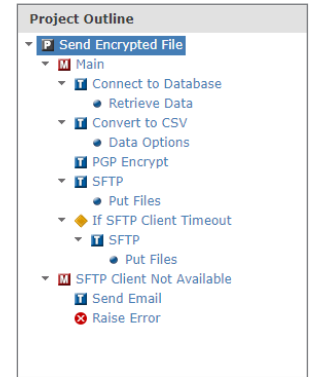 Project Outline
P Send Encrypted File
M Main
T Connect to Database
Retrieve Data
T Convert to CSV
Data Options
T PGP Encrypt
T SFTP
Put Files
If SFTP Client Timeout
T SFTP
Put Files
M SFTP Client Not Available
T Send Email
Raise Error